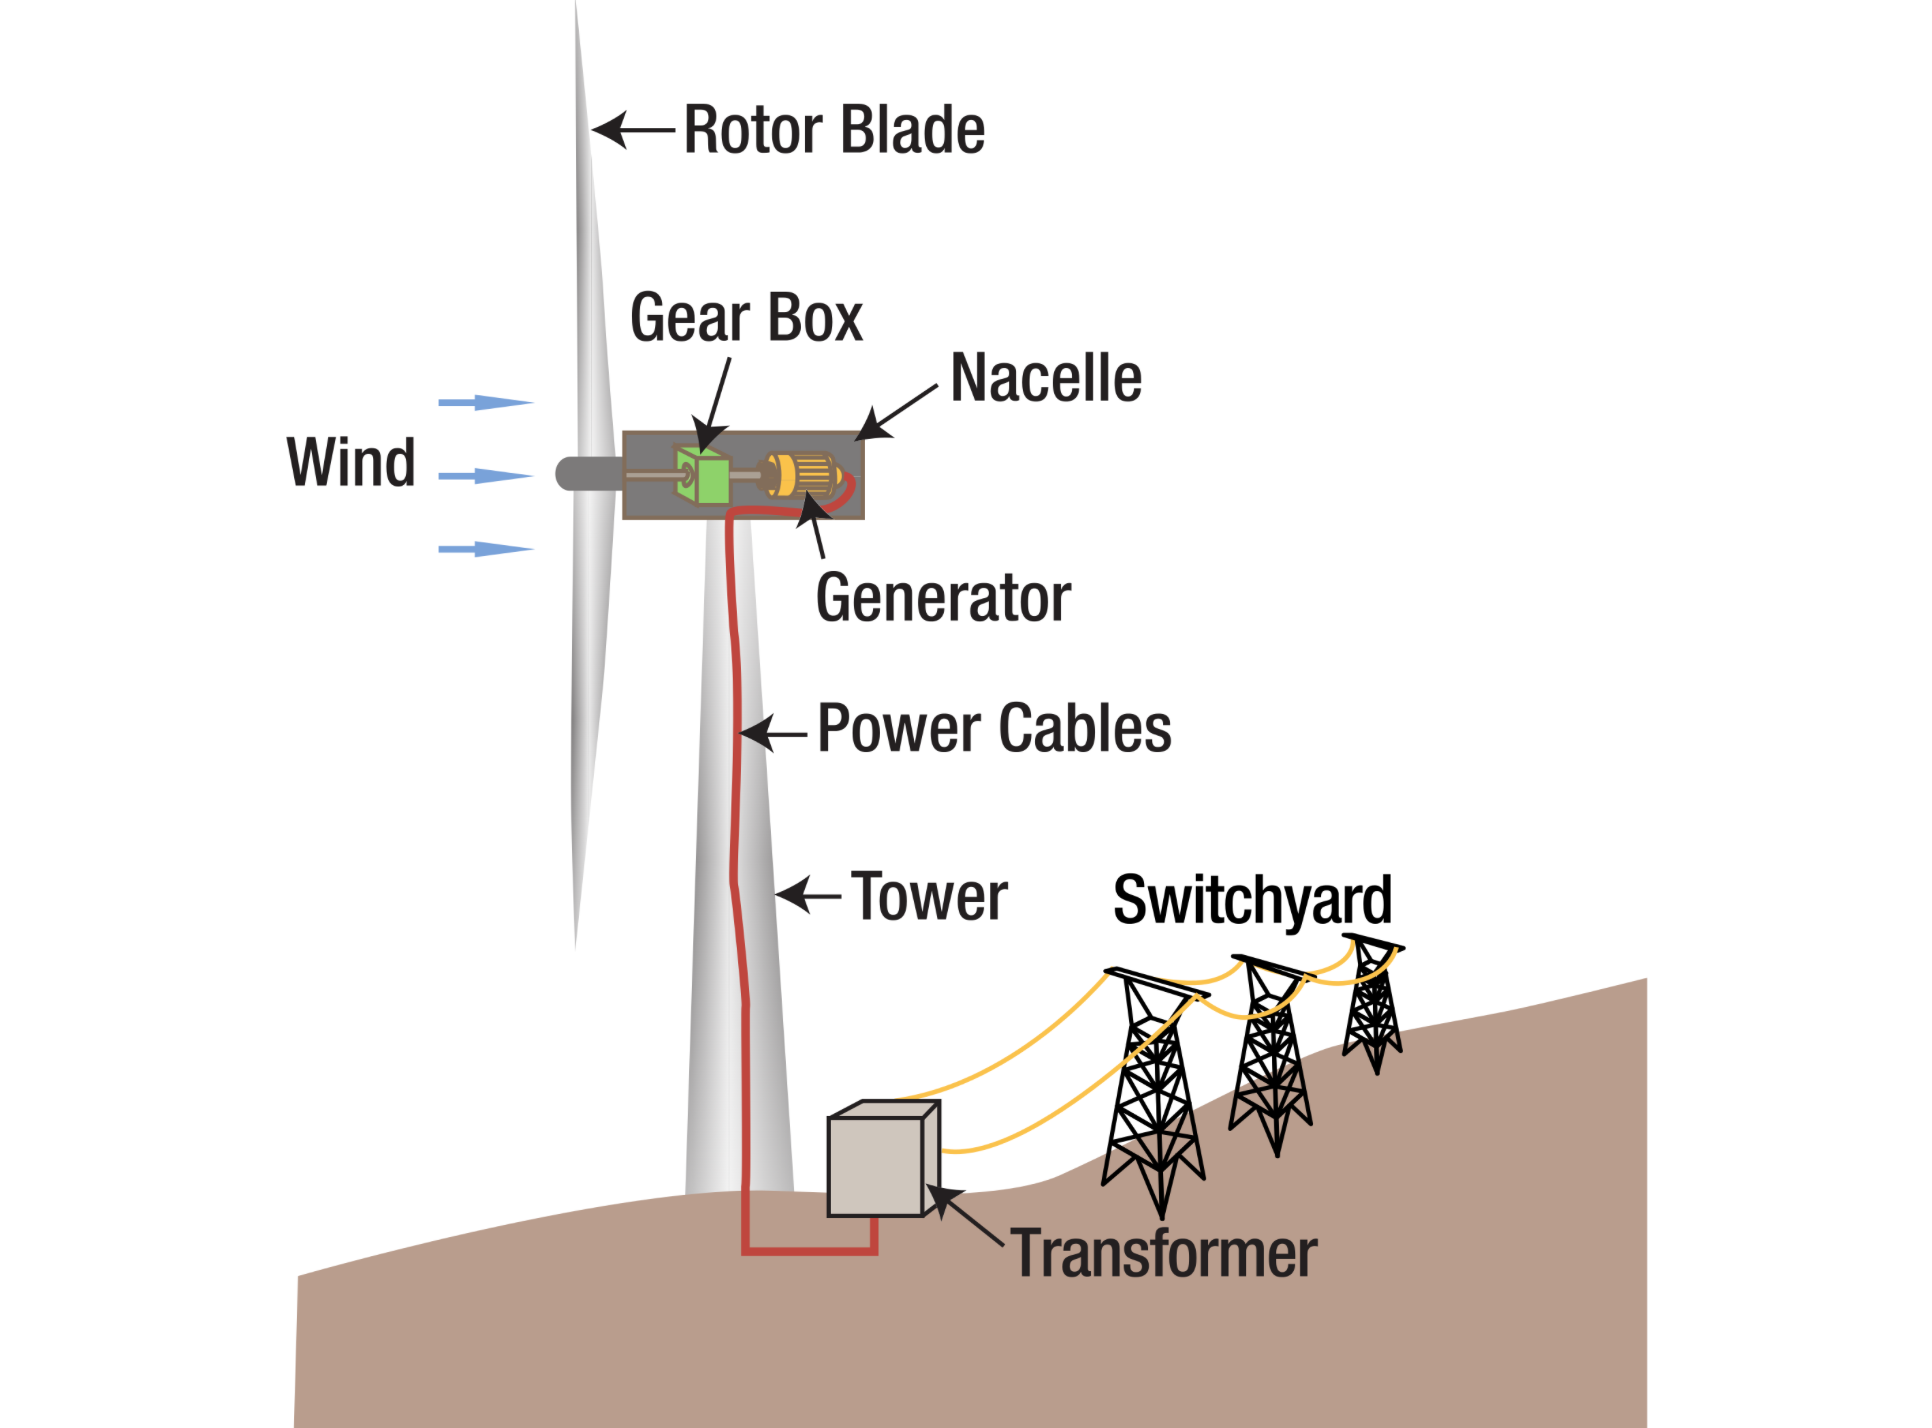 Rotor Blade
Gear Box
Nacelle
Wind
Generator
Power Cables
Tower
Switchyard
Transformer